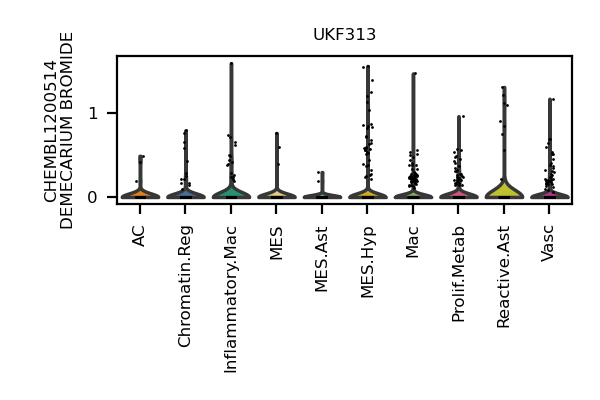 UKF313
CHEMBL1200514
DEMECARIUM BROMIDE
1
0
AC
Chromatin.Reg
Inflammatory.Mac
MES
MES.Ast
MES.Hyp
Mac
Prolif.Metab
Reactive.Ast
Vasc